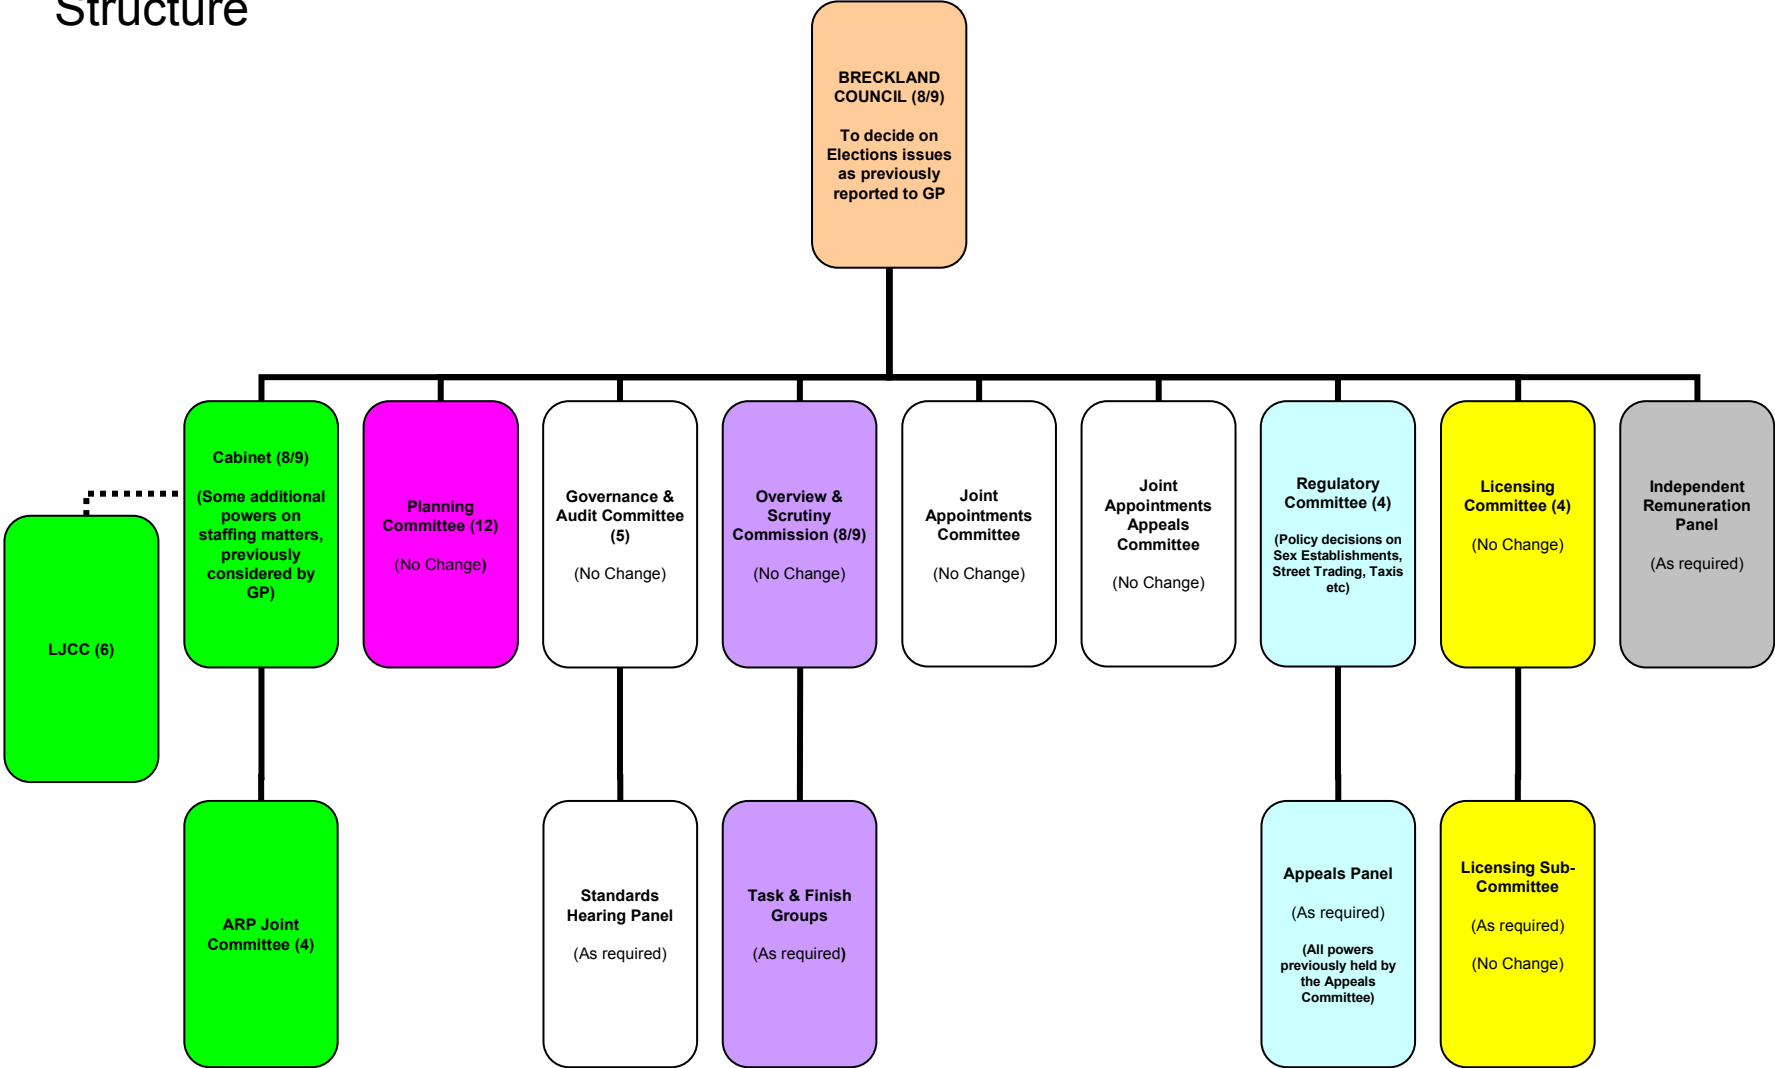 Structure
BRECKLAND
COUNCIL (8/9)
To decide on
Elections issues
as previously
reported to GP
Cabinet (8/9)
(Some additional
powers on
staffing matters,
previously
considered by
GP)
Planning
Committee (12)
(No Change)
Governance &
Audit Committee
(5)
(No Change)
Overview &
Scrutiny
Commission (8/9)
(No Change)
Joint
Appointments
Committee
(No Change)
Joint
Appointments
Appeals
Committee
(No Change)
Regulatory
Committee (4)
(Policy decisions on
Sex Establishments,
Street Trading, Taxis
etc)
Licensing
Committee (4)
(No Change)
Independent
Remuneration
Panel
(As required)
LJCC (6)
ARP Joint
Committee (4)
Standards
Hearing Panel
(As required)
Task & Finish
Groups
(As required)
Appeals Panel
(As required)
(All powers
previously held by
the Appeals
Committee)
Licensing Sub-
Committee
(As required)
(No Change)